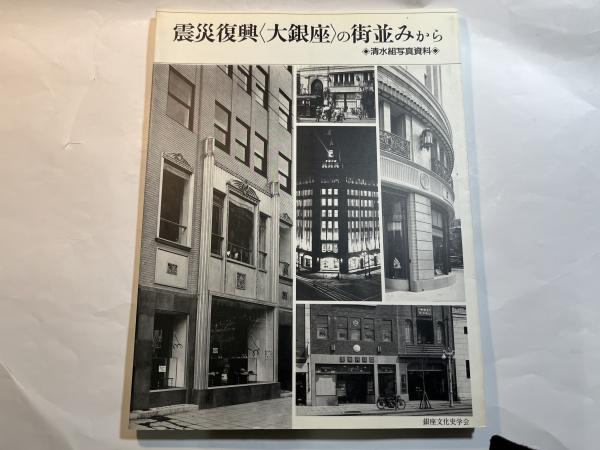 震災復興〈大銀座〉の街並みから
◈清水組写真資料◈
銀座文化史学会